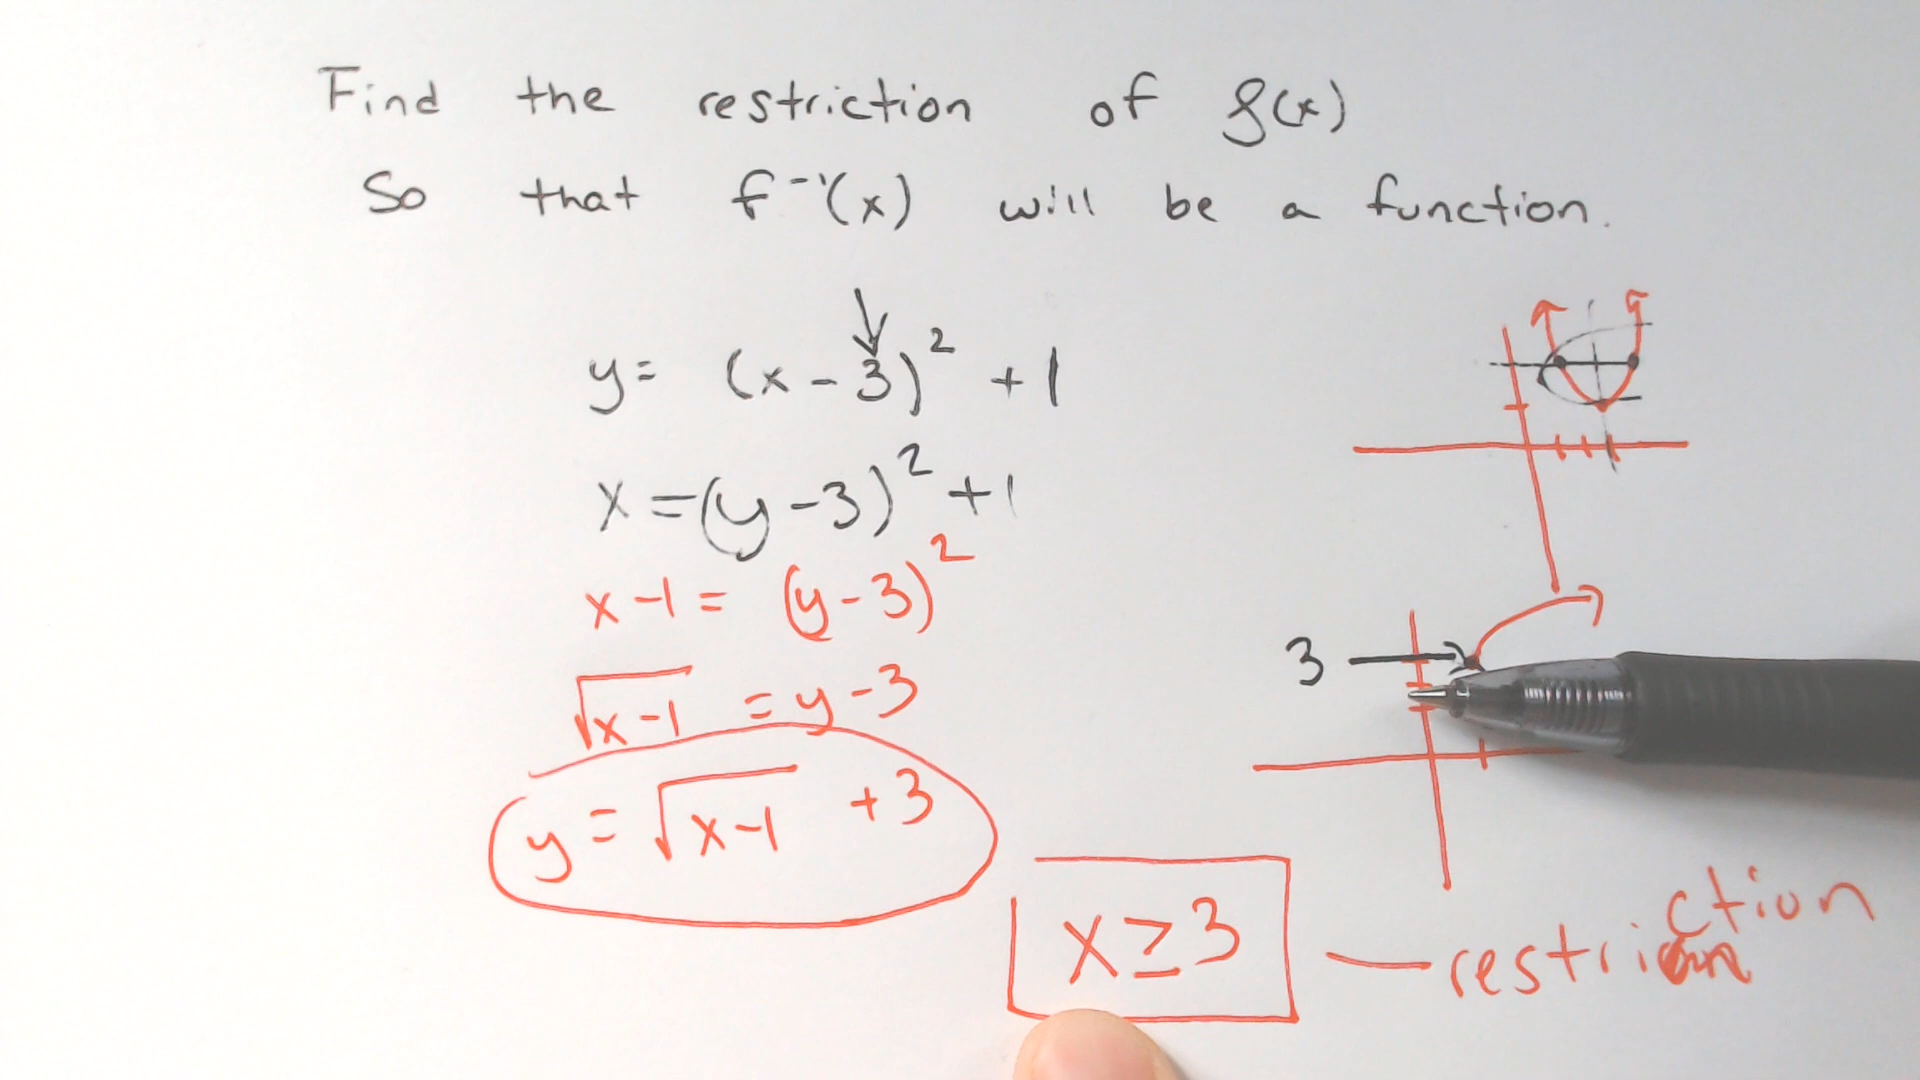 Find the restriction of f(x)
So that f⁻¹(x) will be a function.
y = (x - 3)² + 1
x = (y - 3)² + 1
x - 1 = (y - 3)²
√x-1 = y - 3
y = √x-1 + 3
3
x ≥ 3 — restriction